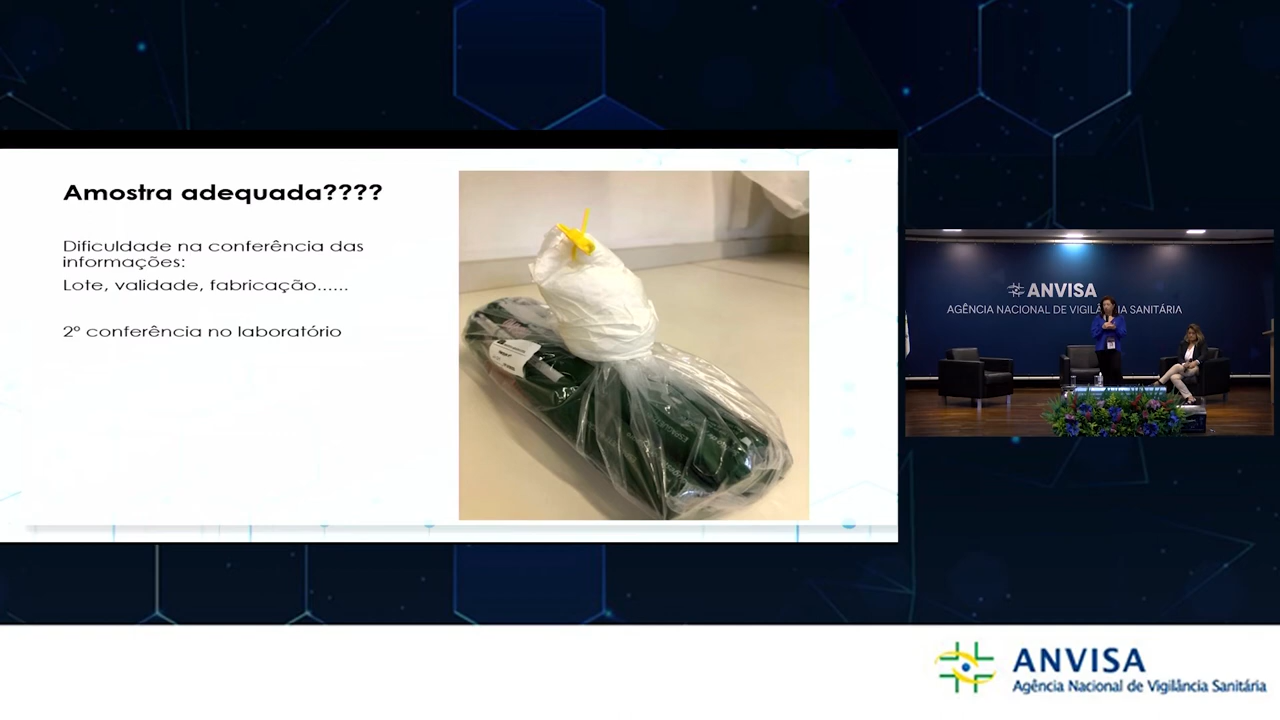 Amostra adequada????
Dificuldade na conferência das
informações:
Lote, validade, fabricação......
2º conferência no laboratório
ANVISA
AGÊNCIA NACIONAL DE VIGILÂNCIA SANITÁRIA
ANVISA
Agência Nacional de Vigilância Sanitária